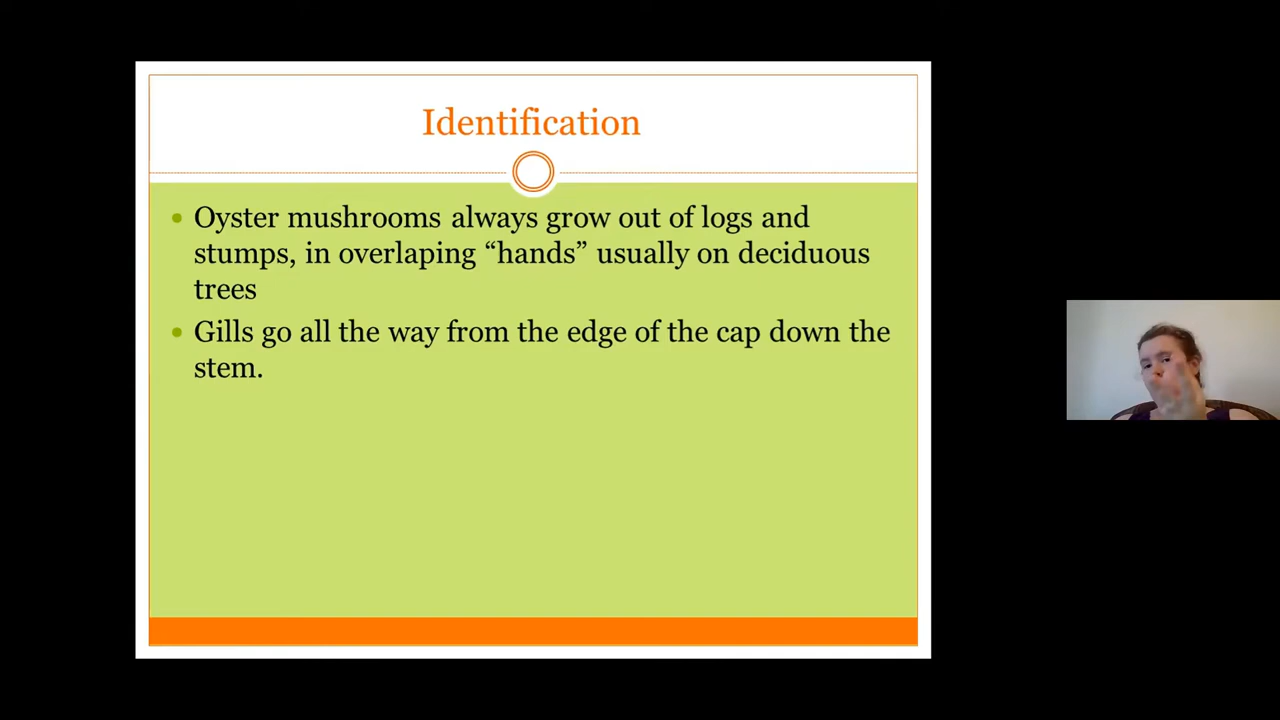 Identification
Oyster mushrooms always grow out of logs and
stumps, in overlaping “hands” usually on deciduous
trees
Gills go all the way from the edge of the cap down the
stem.